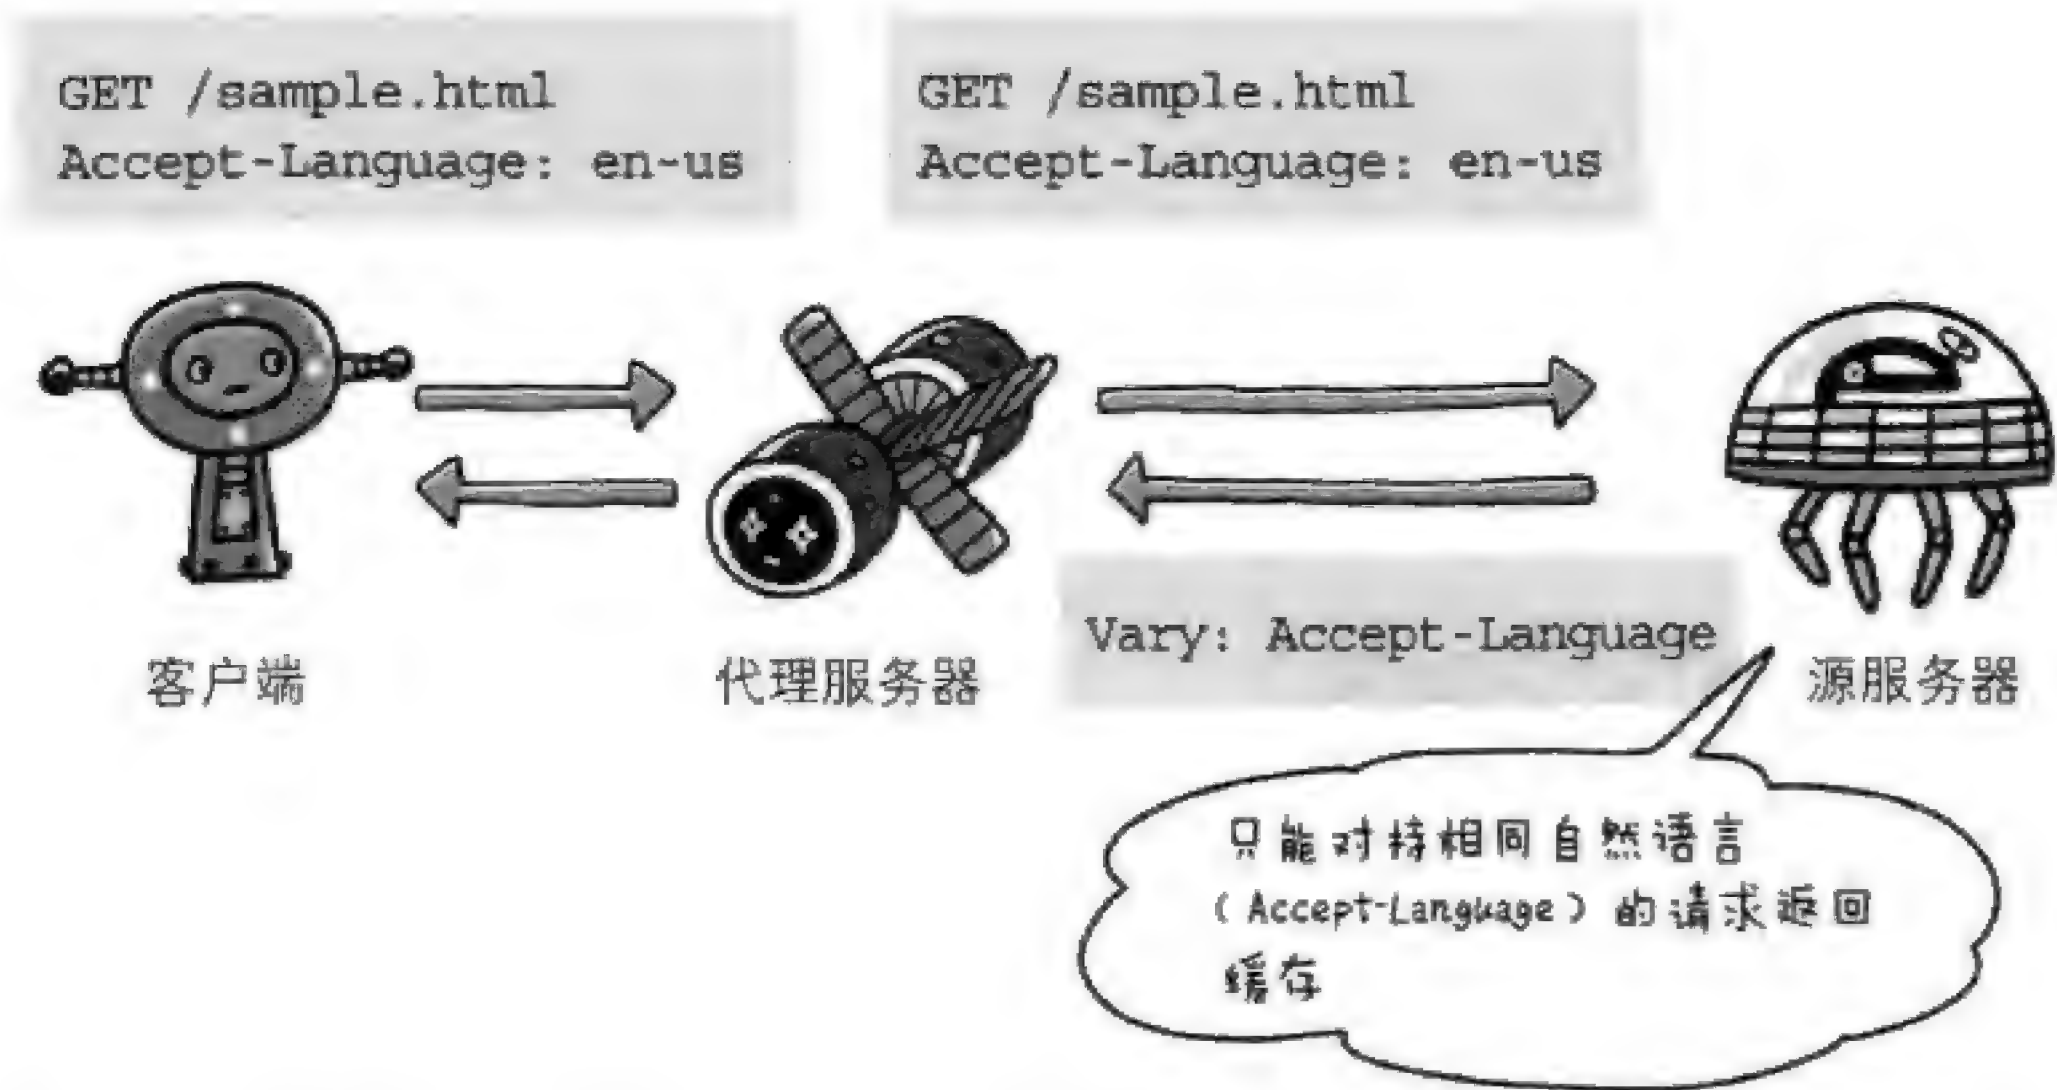 GET /sample.html
Accept-Language: en-us
GET /sample.html
Accept-Language: en-us
客户端
代理服务器
Vary: Accept-Language
源服务器
只能对持相同自然语言
(Accept-Language)的请求返回
缓存